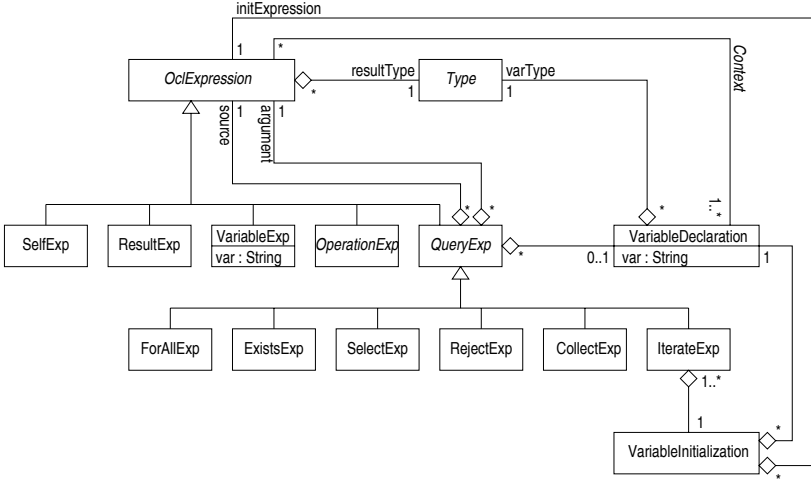 initExpression
1
*
OclExpression
*
resultType
1
Type
varType
1
Context
source
1
argument
1
*
*
1..*
*
SelfExp
ResultExp
VariableExp
var : String
OperationExp
QueryExp
*
0..1
VariableDeclaration
var : String
1
ForAllExp
ExistsExp
SelectExp
RejectExp
CollectExp
IterateExp
1..*
1
VariableInitialization
*
*